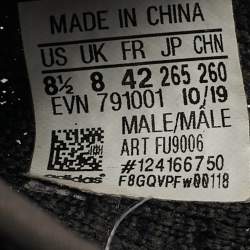 MADE IN CHINA
US UK FR JP CHN
8½ 8 42 265 260
EVN 791001 10/19
MALE/MÂLE
ART FU9006
#124166750
adidas F8GQVPFw00118